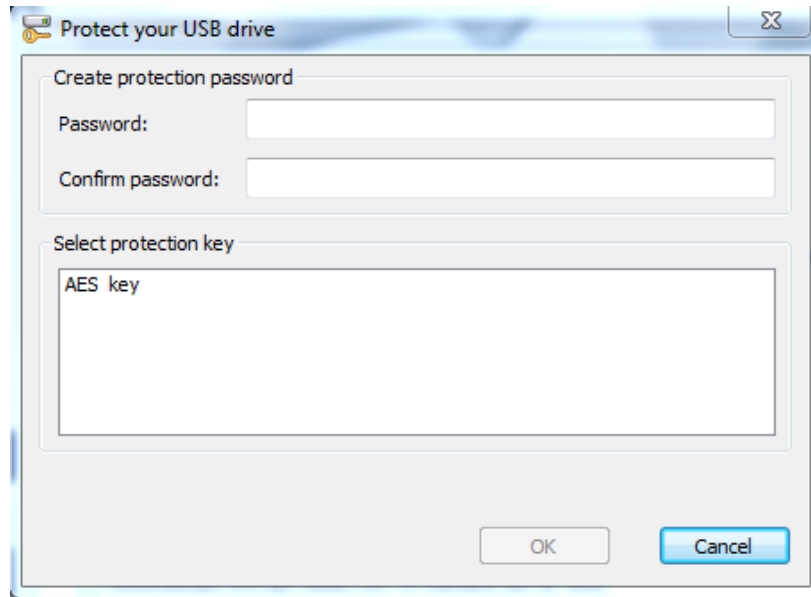 Protect your USB drive
Create protection password
Password:
Confirm password:
Select protection key
AES key
OK
Cancel